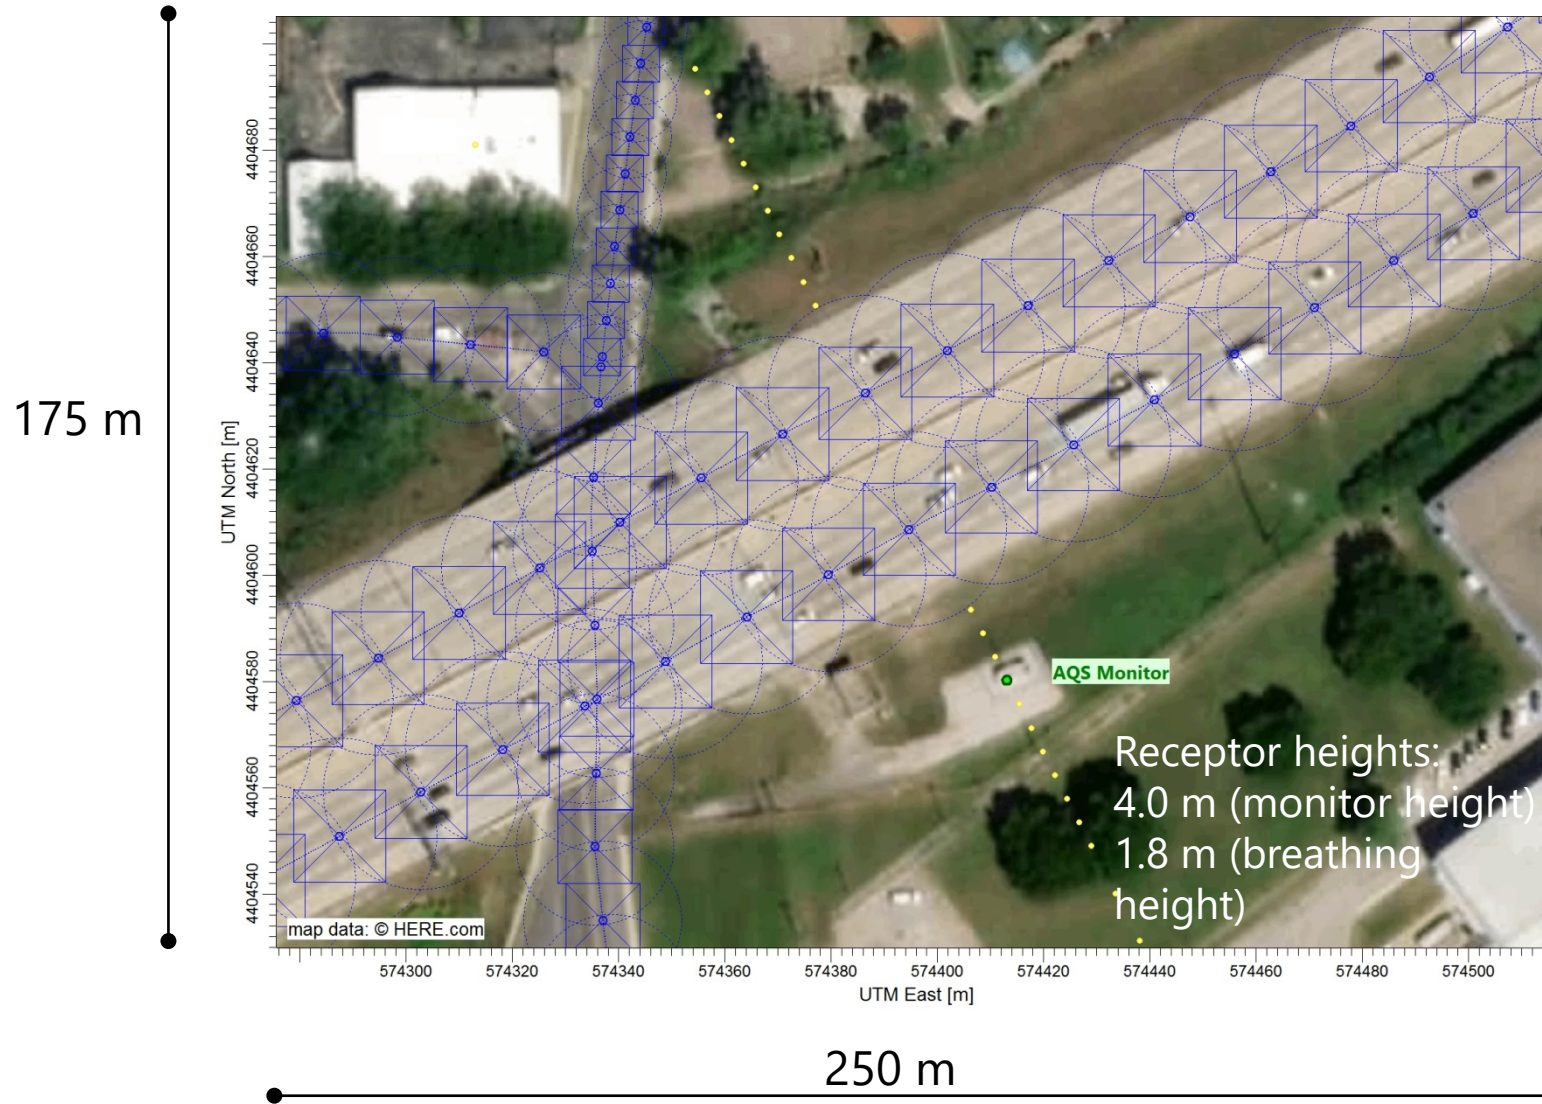 175 m
UTM North [m]
4404680
4404660
4404640
4404620
4404600
4404580
4404560
4404540
AQS Monitor
Receptor heights:
4.0 m (monitor height)
1.8 m (breathing
height)
map data: © HERE.com
574300 574320 574340 574360 574380 574400 574420 574440 574460 574480 574500
UTM East [m]
250 m